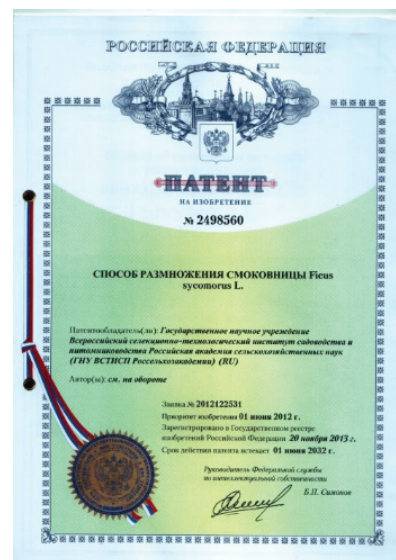 РОССИЙСКАЯ ФЕДЕРАЦИЯ
ПАТЕНТ
НА ИЗОБРЕТЕНИЕ
№ 2498560
СПОСОБ РАЗМНОЖЕНИЯ СМОКОВНИЦЫ Ficus
sycomorus L.
Патентообладатель(ли): Государственное научное учреждение
Всероссийский селекционно-технологический институт садоводства и
питомниководства Российская академия сельскохозяйственных наук
(ГНУ ВСТИСП Россельхозакадемии) (RU)
Автор(ы): см. на обороте
Заявка № 2012122531
Приоритет изобретения 01 июня 2012 г.
Зарегистрировано в Государственном реестре
изобретений Российской Федерации 20 ноября 2013 г.
Срок действия патента истекает 01 июня 2032 г.
Руководитель Федеральной службы
по интеллектуальной собственности
Б.П. Симонов